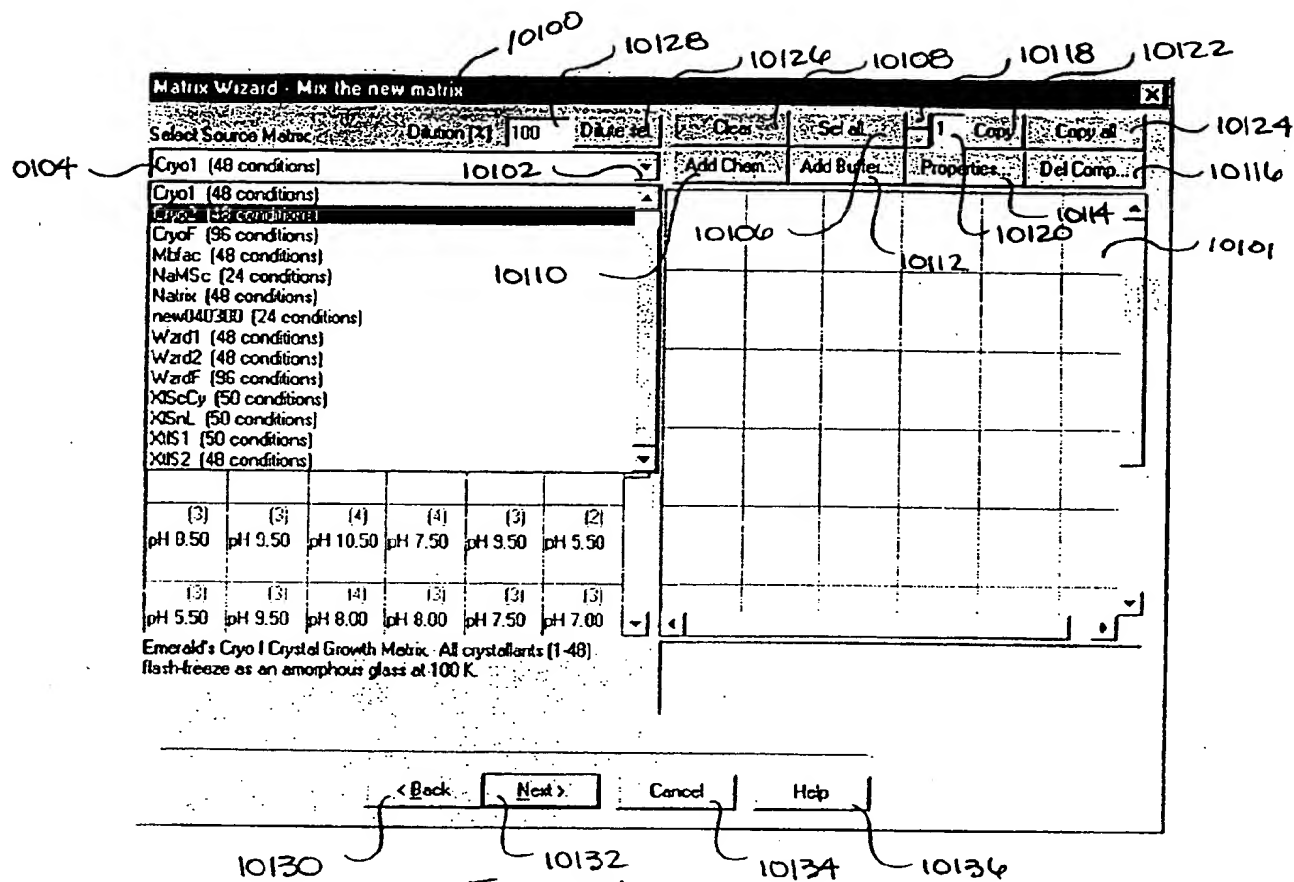 10100
10128
10126
10108
10118
10122
Matrix Wizard - Mix the new matrix
Select Source Matrix
Dilution [X]
100
Dilute sel
Clear
Sel all
1
Copy
Copy all
10124
0104
Cryo1 (48 conditions)
10102
Add Chem...
Add Buffer...
Properties...
Del Comp...
10116
Cryo1 (48 conditions)
Cryo2 (48 conditions)
CryoF (96 conditions)
Mbfac (48 conditions)
NaMSc (24 conditions)
Natrix (48 conditions)
new040300 (24 conditions)
Wzrd1 (48 conditions)
Wzrd2 (48 conditions)
WzrdF (96 conditions)
XlScCy (50 conditions)
XlSnL (50 conditions)
XtlS1 (50 conditions)
XtlS2 (48 conditions)
10110
10106
10112
10120
10114
10101
(3) (3) (4) (4) (3) (2)
pH 8.50 pH 9.50 pH 10.50 pH 7.50 pH 9.50 pH 5.50
(3) (3) (4) (3) (3) (3)
pH 5.50 pH 9.50 pH 8.00 pH 8.00 pH 7.50 pH 7.00
Emerald's Cryo I Crystal Growth Matrix. All crystallants (1-48)
flash-freeze as an amorphous glass at 100 K.
< Back
Next >
Cancel
Help
10130
10132
10134
10136